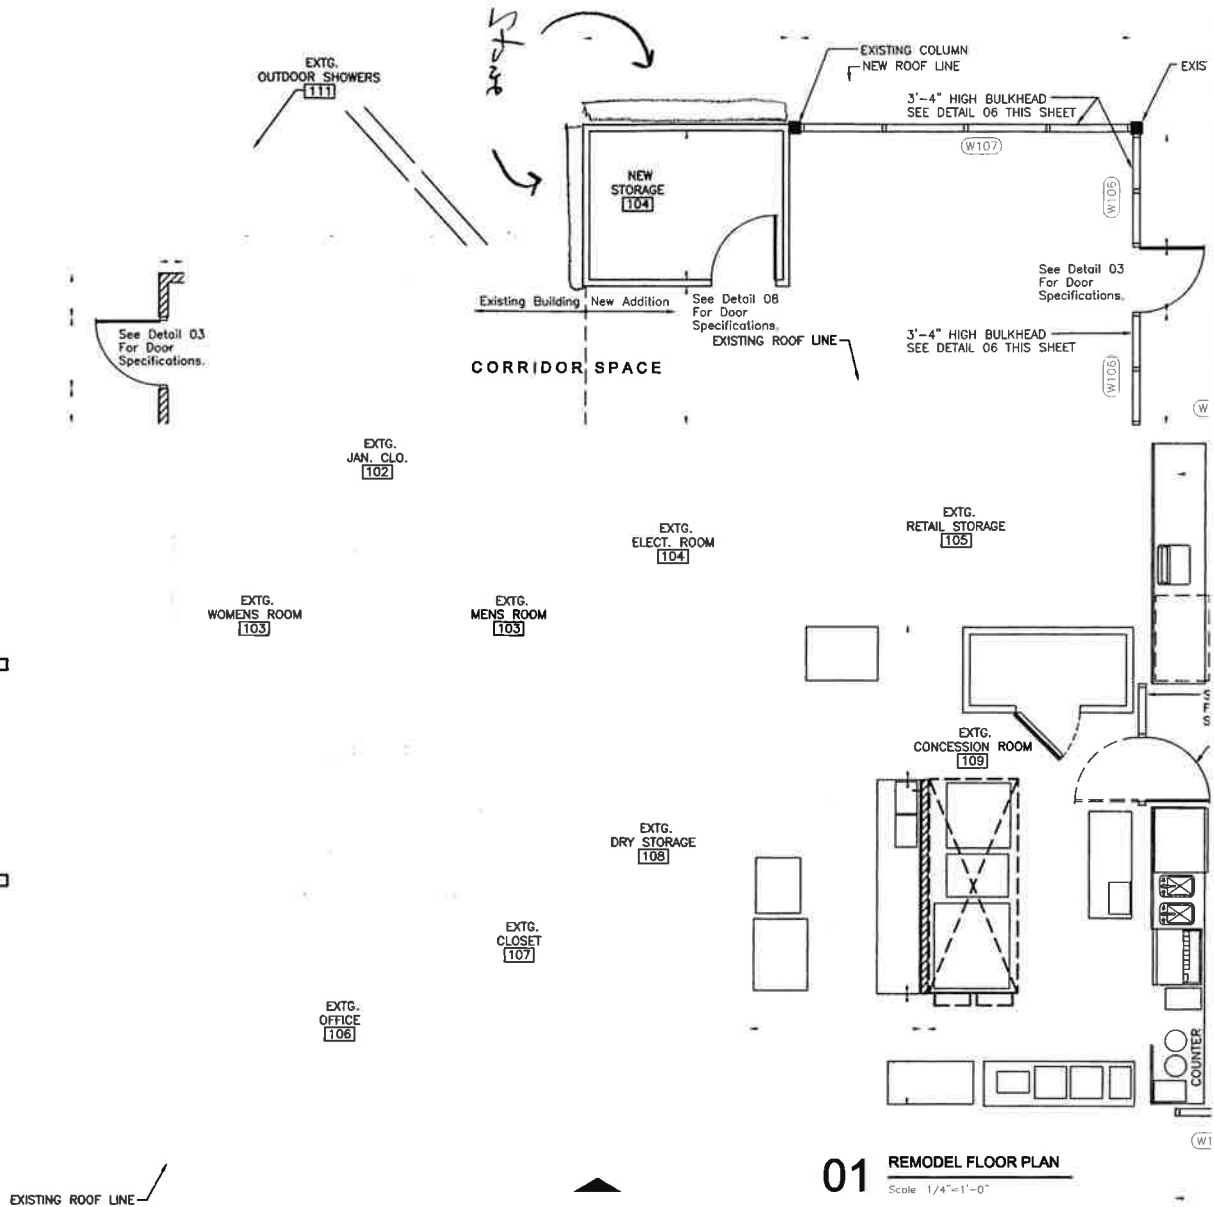 EXTG.
OUTDOOR SHOWERS
111
EXISTING COLUMN
NEW ROOF LINE
EXIS
3'-4" HIGH BULKHEAD
SEE DETAIL 06 THIS SHEET
W107
W106
NEW
STORAGE
104
See Detail 03
For Door
Specifications.
Existing Building
New Addition
See Detail 08
For Door
Specifications.
See Detail 03
For Door
Specifications.
EXISTING ROOF LINE
3'-4" HIGH BULKHEAD
SEE DETAIL 06 THIS SHEET
CORRIDOR SPACE
W106
W
EXTG.
JAN. CLO.
102
EXTG.
RETAIL STORAGE
105
EXTG.
ELECT. ROOM
104
EXTG.
WOMENS ROOM
103
EXTG.
MENS ROOM
103
S
F
S
EXTG.
CONCESSION ROOM
109
EXTG.
DRY STORAGE
108
EXTG.
CLOSET
107
EXTG.
OFFICE
106
COUNTER
W1
01
REMODEL FLOOR PLAN
Scale 1/4"=1'-0"
EXISTING ROOF LINE